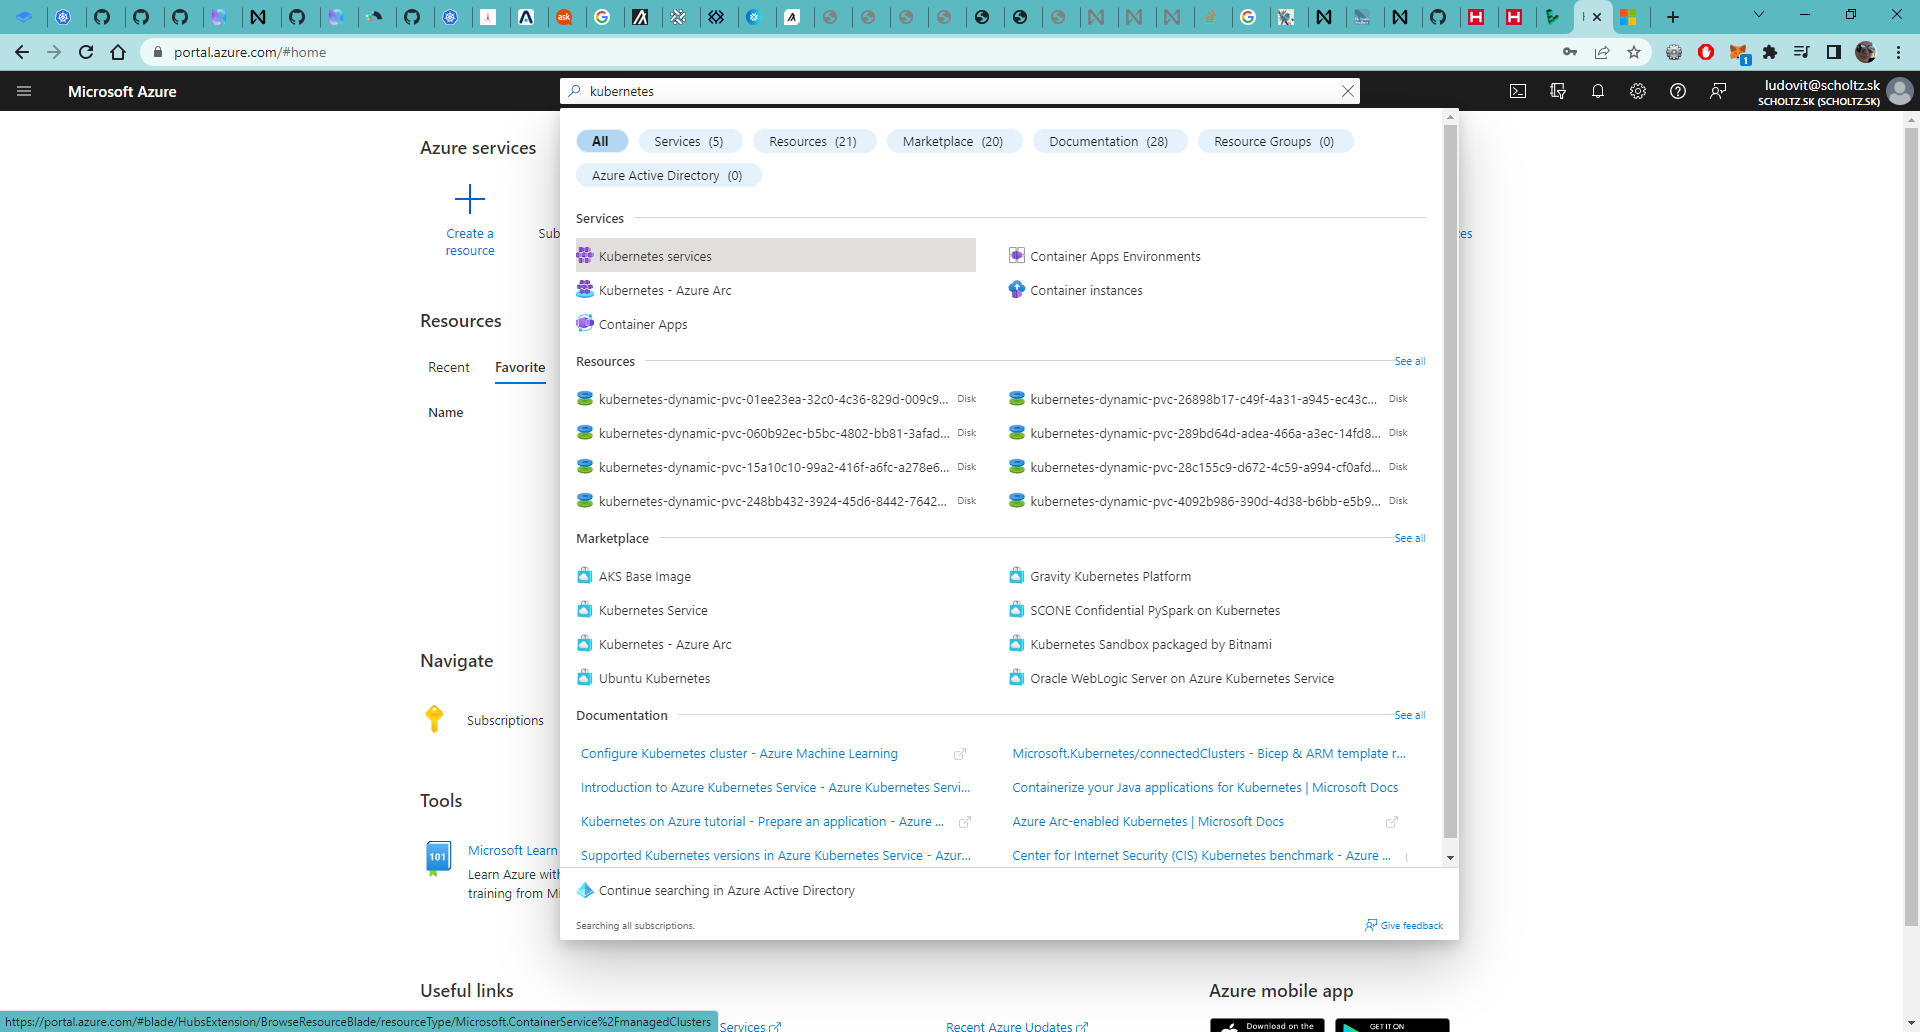 portal.azure.com/#home
1
Microsoft Azure
kubernetes
ludovit@scholtz.sk
SCHOLTZ.SK (SCHOLTZ.SK)
All
Services (5)
Resources (21)
Marketplace (20)
Documentation (28)
Resource Groups (0)
Azure Active Directory (0)
Azure services
Create a
resource
Sub
ces
Services
Kubernetes services
Container Apps Environments
Kubernetes - Azure Arc
Container instances
Container Apps
Resources
Recent
Favorite
Name
Resources
See all
kubernetes-dynamic-pvc-01ee23ea-32c0-4c36-829d-009c9... Disk
kubernetes-dynamic-pvc-26898b17-c49f-4a31-a945-ec43c... Disk
kubernetes-dynamic-pvc-060b92ec-b5bc-4802-bb81-3afad... Disk
kubernetes-dynamic-pvc-289bd64d-adea-466a-a3ec-14fd8... Disk
kubernetes-dynamic-pvc-15a10c10-99a2-416f-a6fc-a278e6... Disk
kubernetes-dynamic-pvc-28c155c9-d672-4c59-a994-cf0afd... Disk
kubernetes-dynamic-pvc-248bb432-3924-45d6-8442-7642... Disk
kubernetes-dynamic-pvc-4092b986-390d-4d38-b6bb-e5b9... Disk
Marketplace
See all
AKS Base Image
Gravity Kubernetes Platform
Kubernetes Service
SCONE Confidential PySpark on Kubernetes
Kubernetes - Azure Arc
Kubernetes Sandbox packaged by Bitnami
Ubuntu Kubernetes
Oracle WebLogic Server on Azure Kubernetes Service
Navigate
Subscriptions
Documentation
See all
Configure Kubernetes cluster - Azure Machine Learning
Microsoft.Kubernetes/connectedClusters - Bicep & ARM template r...
Introduction to Azure Kubernetes Service - Azure Kubernetes Servi...
Containerize your Java applications for Kubernetes | Microsoft Docs
Kubernetes on Azure tutorial - Prepare an application - Azure ...
Azure Arc-enabled Kubernetes | Microsoft Docs
Supported Kubernetes versions in Azure Kubernetes Service - Azur...
Center for Internet Security (CIS) Kubernetes benchmark - Azure ...
Tools
101
Microsoft Learn
Learn Azure with
training from Mi
Continue searching in Azure Active Directory
Searching all subscriptions.
Give feedback
Useful links
Azure mobile app
https://portal.azure.com/#blade/HubsExtension/BrowseResourceBlade/resourceType/Microsoft.ContainerService%2FmanagedClusters
Services
Recent Azure Updates
Download on the
GET IT ON